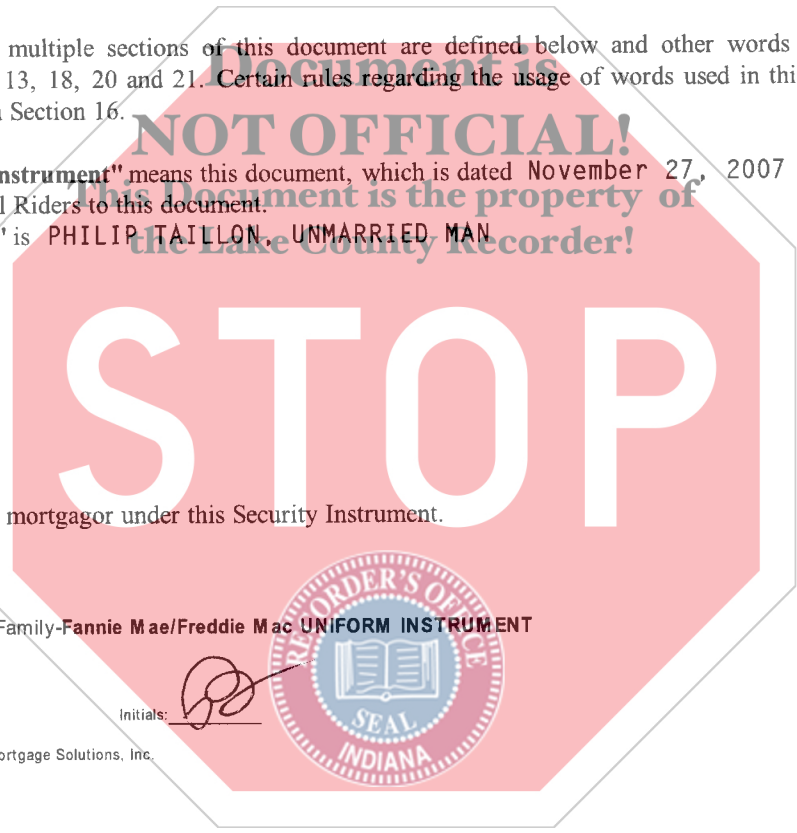 multiple sections of this document are defined below and other words
13, 18, 20 and 21. Certain rules regarding the usage of words used in thi
Section 16.
Document is
NOT OFFICIAL!
This Document is the property of
the Lake County Recorder!
nstrument" means this document, which is dated November 27, 2007
l Riders to this document.
" is PHILIP TAILLON, UNMARRIED MAN
STOP
mortgagor under this Security Instrument.
Family-Fannie Mae/Freddie Mac UNIFORM INSTRUMENT
Initials:
ortgage Solutions, Inc.
RECORDER'S OFFICE
SEAL
INDIANA